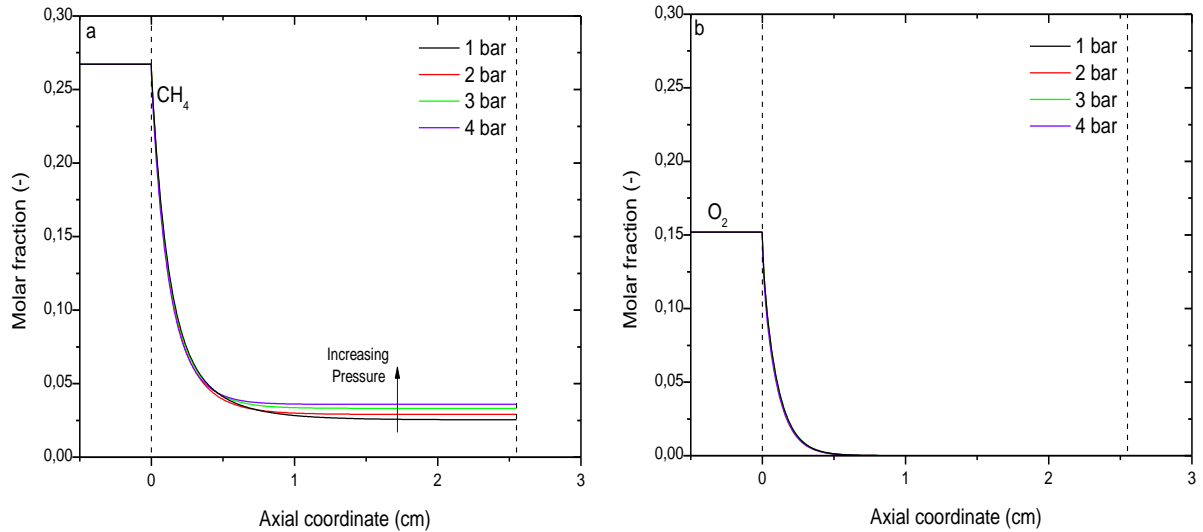 a
0,30
0,25
0,20
0,15
0,10
0,05
0,00
Molar fraction (-)
CH4
1 bar
2 bar
3 bar
4 bar
Increasing
Pressure
0 1 2 3
Axial coordinate (cm)
b
0,30
0,25
0,20
0,15
0,10
0,05
0,00
Molar fraction (-)
O2
1 bar
2 bar
3 bar
4 bar
0 1 2 3
Axial coordinate (cm)